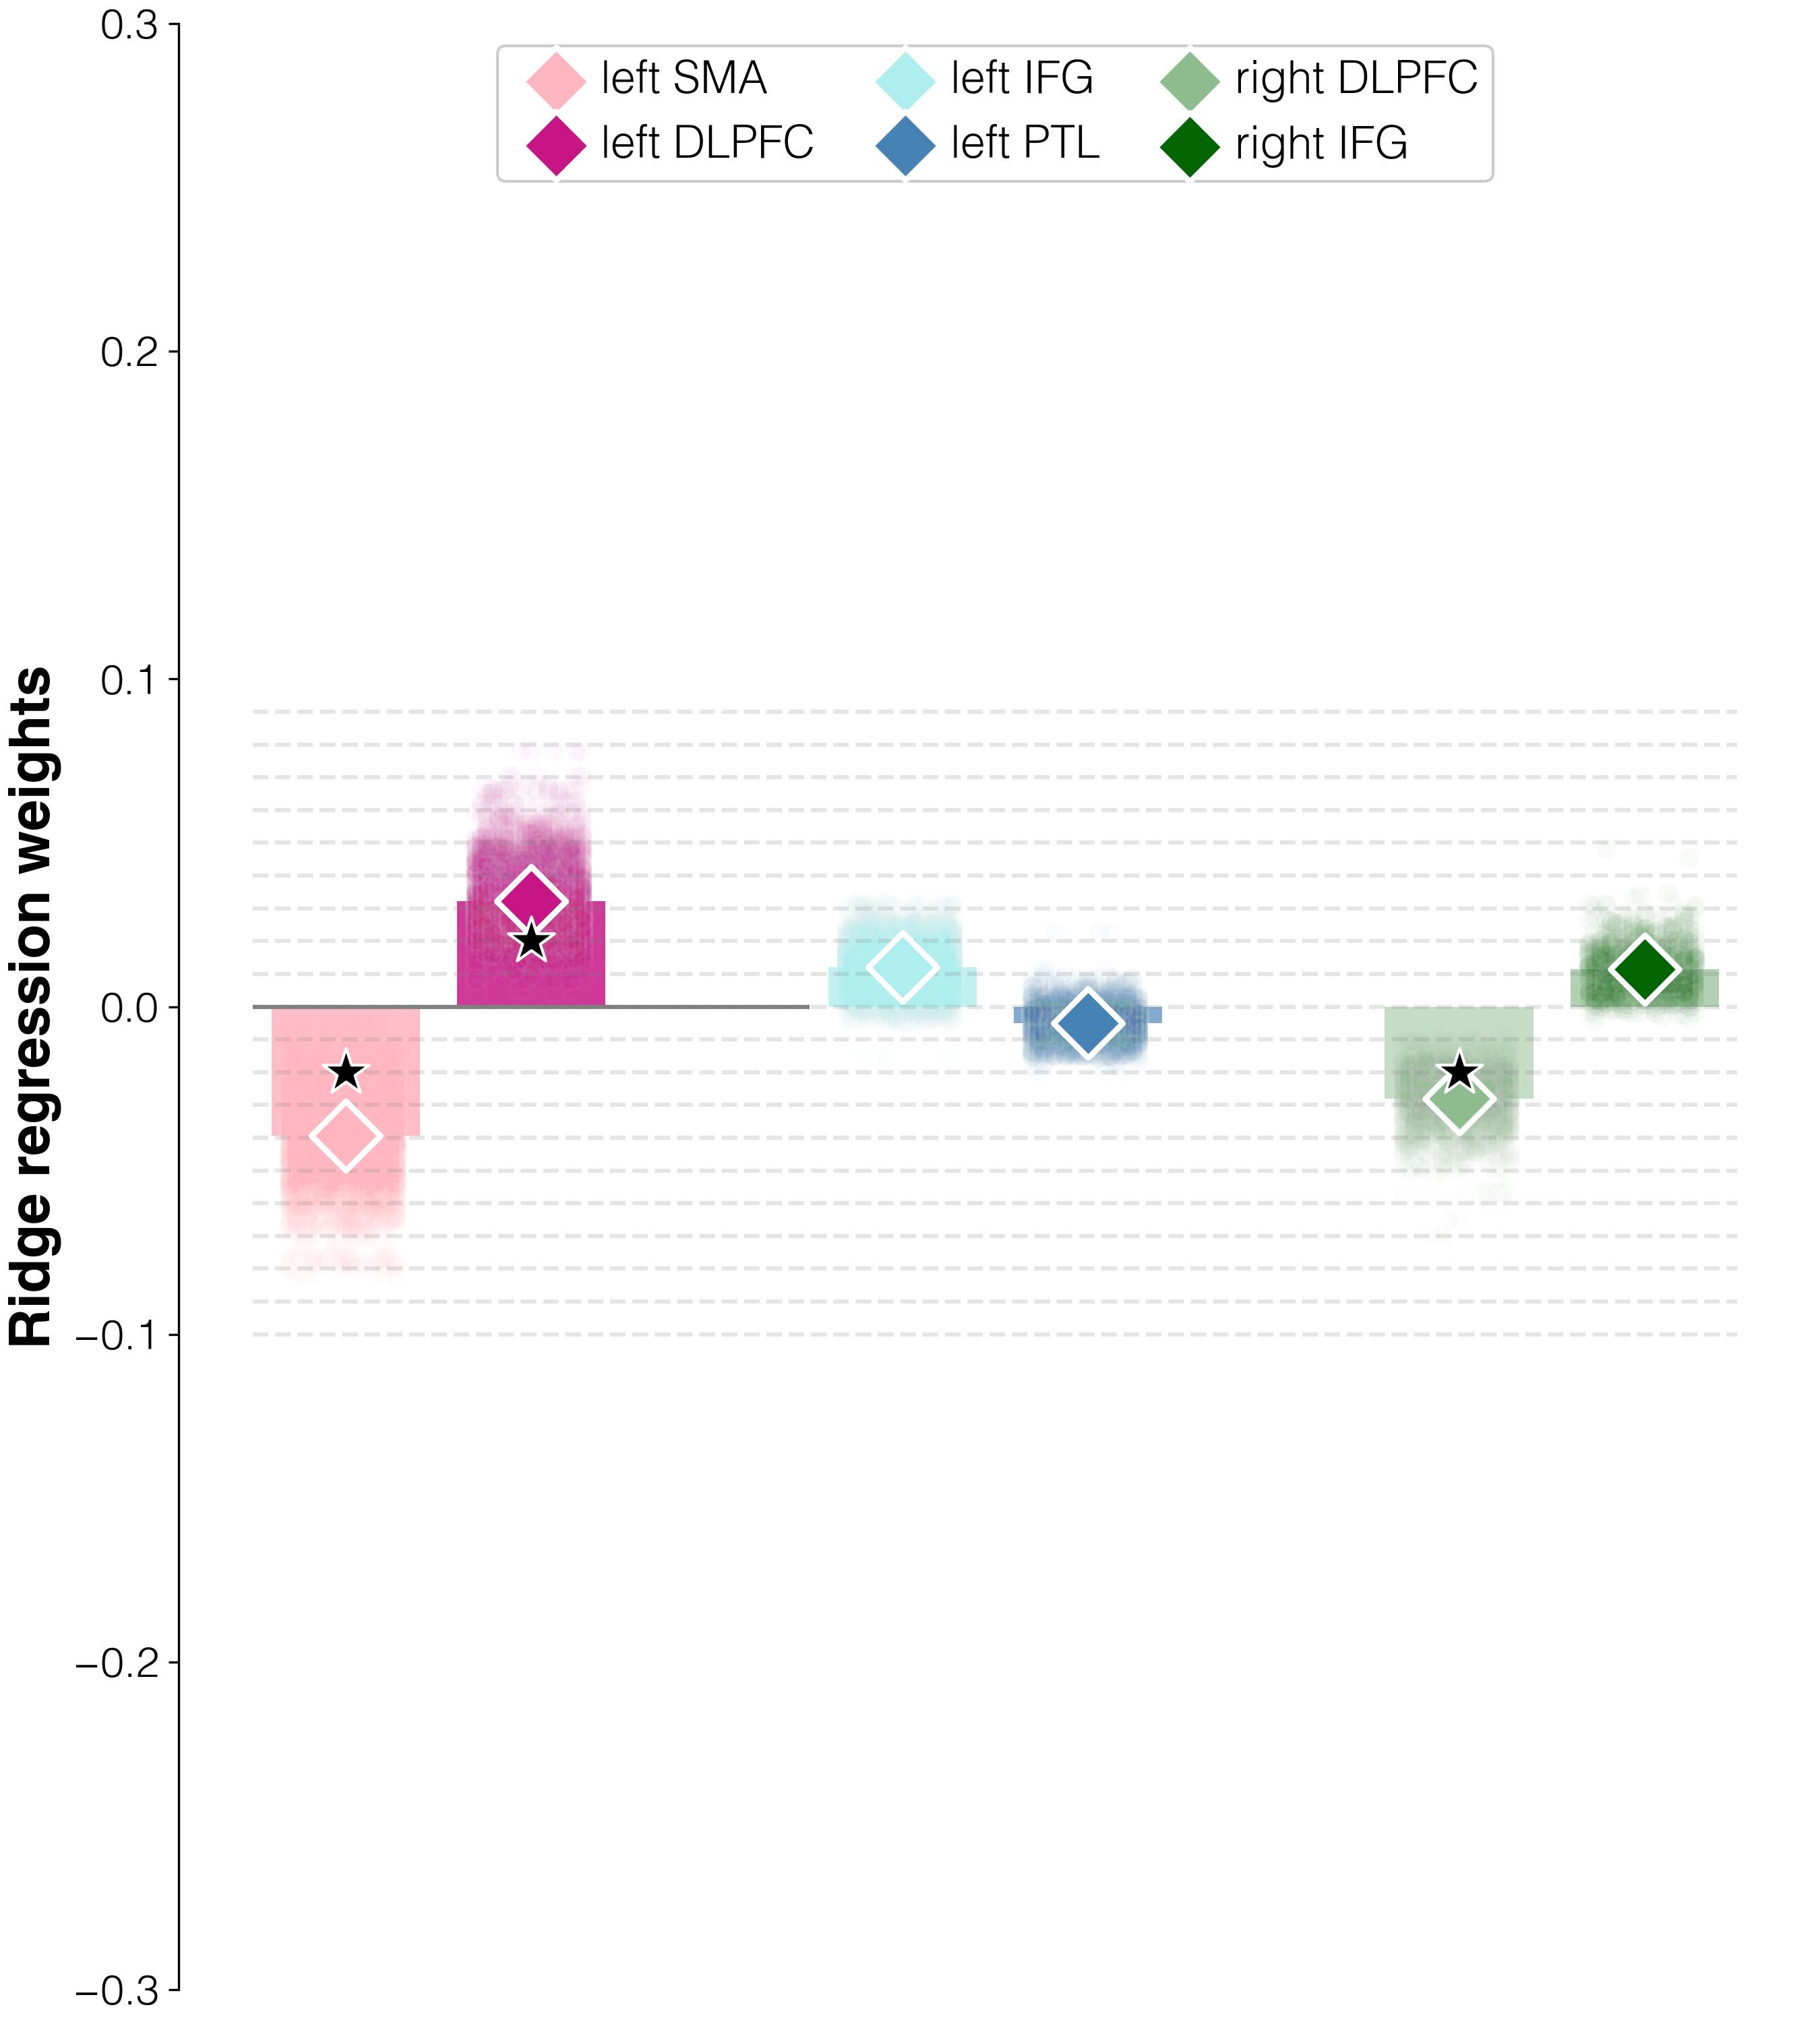 0.3
left SMA
left IFG
right DLPFC
left DLPFC
left PTL
right IFG
0.2
0.1
0.0
−0.1
−0.2
−0.3
Ridge regression weights